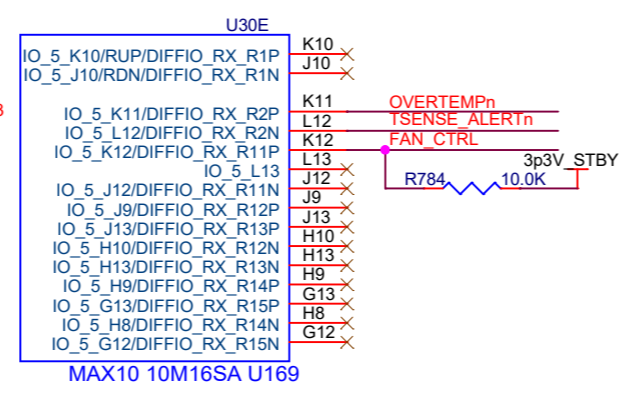 U30E
IO_5_K10/RUP/DIFFIO_RX_R1P K10
IO_5_J10/RDN/DIFFIO_RX_R1N J10
IO_5_K11/DIFFIO_RX_R2P K11 OVERTEMPn
IO_5_L12/DIFFIO_RX_R2N L12 TSENSE_ALERTn
IO_5_K12/DIFFIO_RX_R11P K12 FAN_CTRL
IO_5_L13 L13 3p3V_STBY
IO_5_J12/DIFFIO_RX_R11N J12 R784 10.0K
IO_5_J9/DIFFIO_RX_R12P J9
IO_5_J13/DIFFIO_RX_R13P J13
IO_5_H10/DIFFIO_RX_R12N H10
IO_5_H13/DIFFIO_RX_R13N H13
IO_5_H9/DIFFIO_RX_R14P H9
IO_5_G13/DIFFIO_RX_R15P G13
IO_5_H8/DIFFIO_RX_R14N H8
IO_5_G12/DIFFIO_RX_R15N G12
MAX10 10M16SA U169